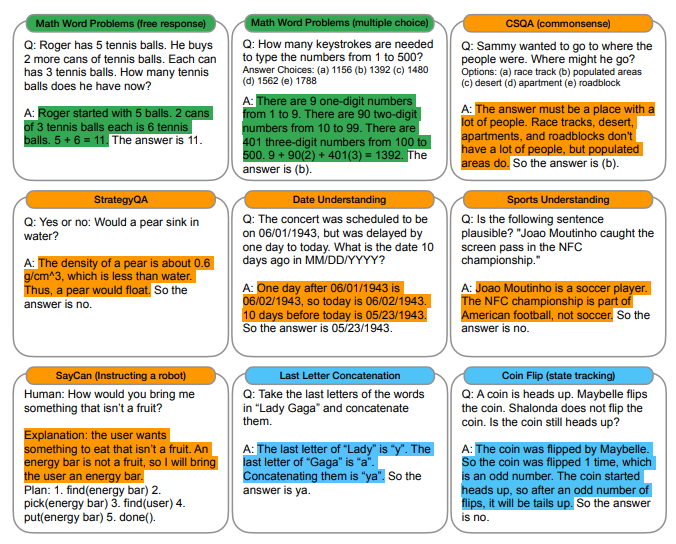 Math Word Problems (free response)
Q: Roger has 5 tennis balls. He buys
2 more cans of tennis balls. Each can
has 3 tennis balls. How many tennis
balls does he have now?
A: Roger started with 5 balls. 2 cans
of 3 tennis balls each is 6 tennis
balls. 5 + 6 = 11. The answer is 11.
Math Word Problems (multiple choice)
Q: How many keystrokes are needed
to type the numbers from 1 to 500?
Answer Choices: (a) 1156 (b) 1392 (c) 1480
(d) 1562 (e) 1788
A: There are 9 one-digit numbers
from 1 to 9. There are 90 two-digit
numbers from 10 to 99. There are
401 three-digit numbers from 100 to
500. 9 + 90(2) + 401(3) = 1392. The
answer is (b).
CSQA (commonsense)
Q: Sammy wanted to go to where the
people were. Where might he go?
Options: (a) race track (b) populated areas
(c) desert (d) apartment (e) roadblock
A: The answer must be a place with a
lot of people. Race tracks, desert,
apartments, and roadblocks don't
have a lot of people, but populated
areas do. So the answer is (b).
StrategyQA
Q: Yes or no: Would a pear sink in
water?
A: The density of a pear is about 0.6
g/cm^3, which is less than water.
Thus, a pear would float. So the
answer is no.
Date Understanding
Q: The concert was scheduled to be
on 06/01/1943, but was delayed by
one day to today. What is the date 10
days ago in MM/DD/YYYY?
A: One day after 06/01/1943 is
06/02/1943, so today is 06/02/1943.
10 days before today is 05/23/1943.
So the answer is 05/23/1943.
Sports Understanding
Q: Is the following sentence
plausible? "Joao Moutinho caught the
screen pass in the NFC
championship."
A: Joao Moutinho is a soccer player.
The NFC championship is part of
American football, not soccer. So the
answer is no.
SayCan (Instructing a robot)
Human: How would you bring me
something that isn't a fruit?
Explanation: the user wants
something to eat that isn't a fruit. An
energy bar is not a fruit, so I will bring
the user an energy bar.
Plan: 1. find(energy bar) 2.
pick(energy bar) 3. find(user) 4.
put(energy bar) 5. done().
Last Letter Concatenation
Q: Take the last letters of the words
in “Lady Gaga” and concatenate
them.
A: The last letter of “Lady” is “y”. The
last letter of “Gaga” is “a”.
Concatenating them is “ya”. So the
answer is ya.
Coin Flip (state tracking)
Q: A coin is heads up. Maybelle flips
the coin. Shalonda does not flip the
coin. Is the coin still heads up?
A: The coin was flipped by Maybelle.
So the coin was flipped 1 time, which
is an odd number. The coin started
heads up, so after an odd number of
flips, it will be tails up. So the answer
is no.